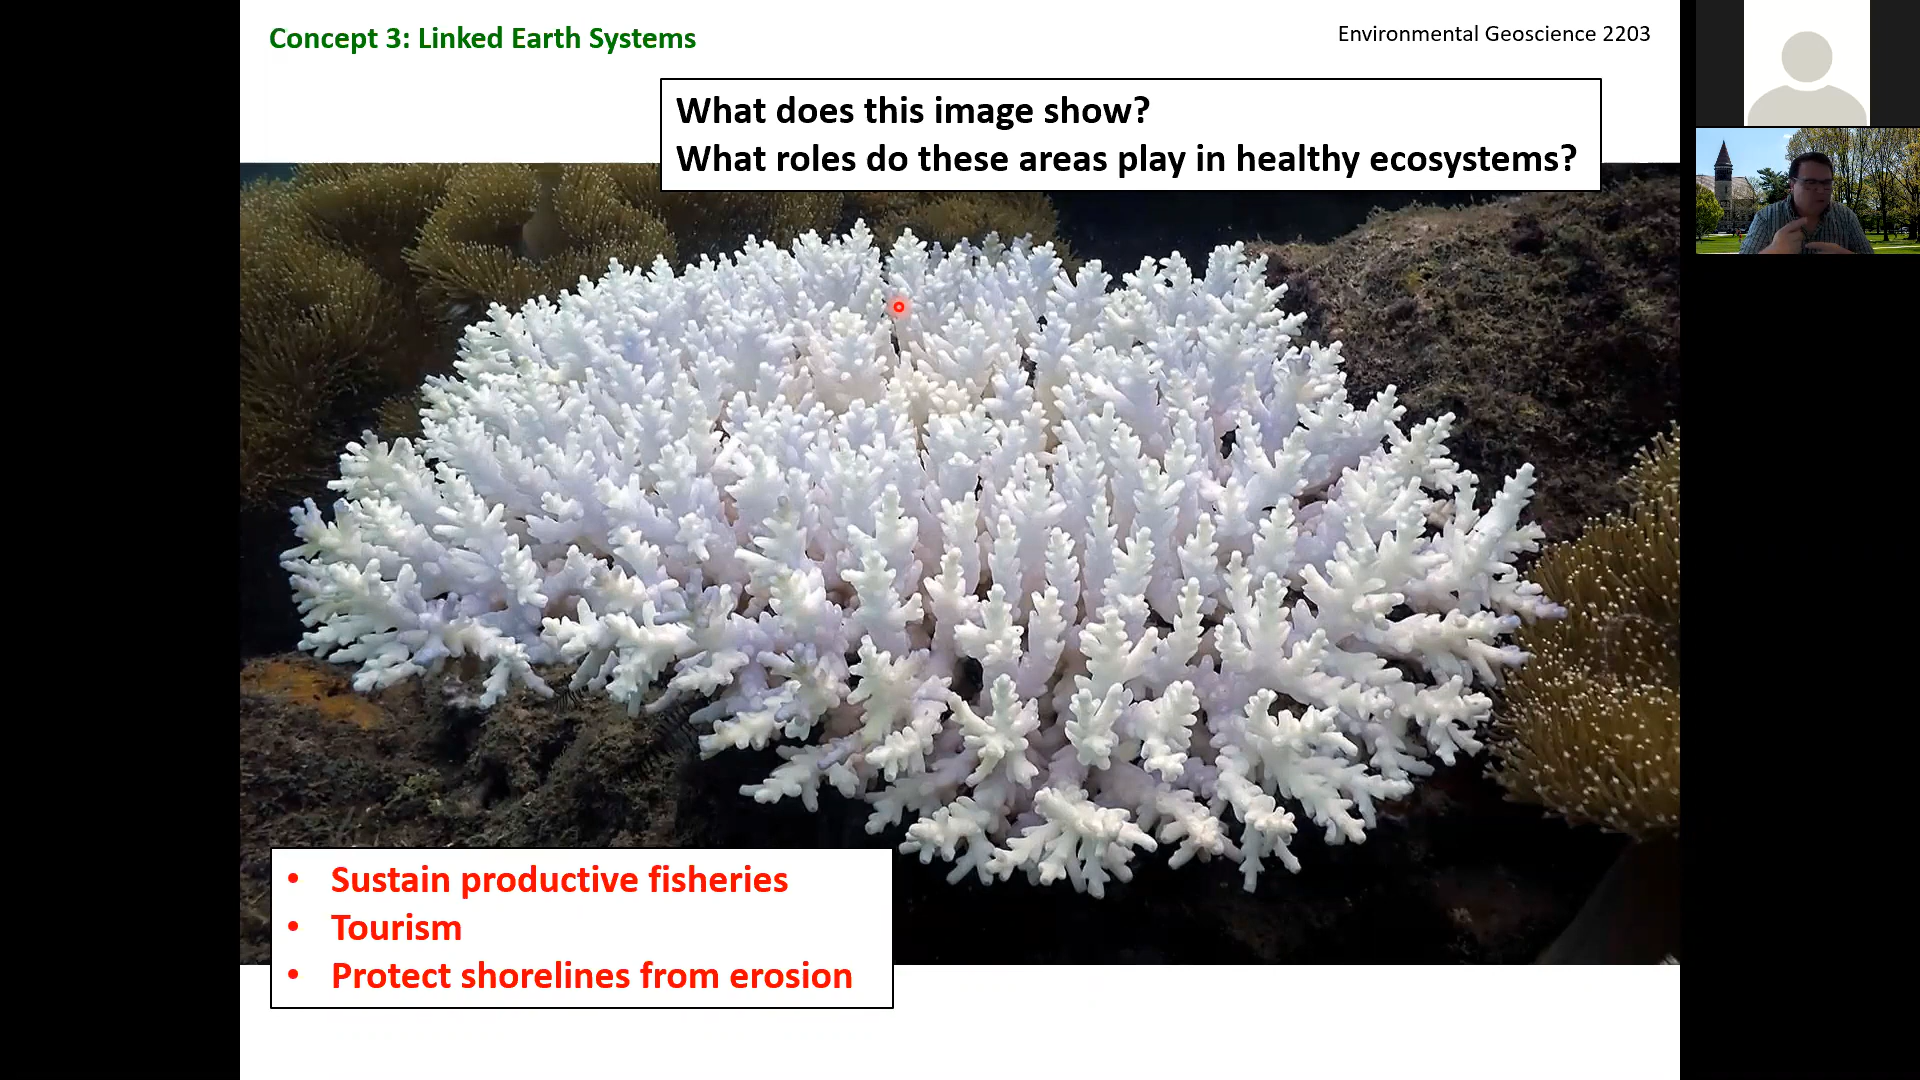 Concept 3: Linked Earth Systems
Environmental Geoscience 2203
What does this image show?
What roles do these areas play in healthy ecosystems?
• Sustain productive fisheries
• Tourism
• Protect shorelines from erosion